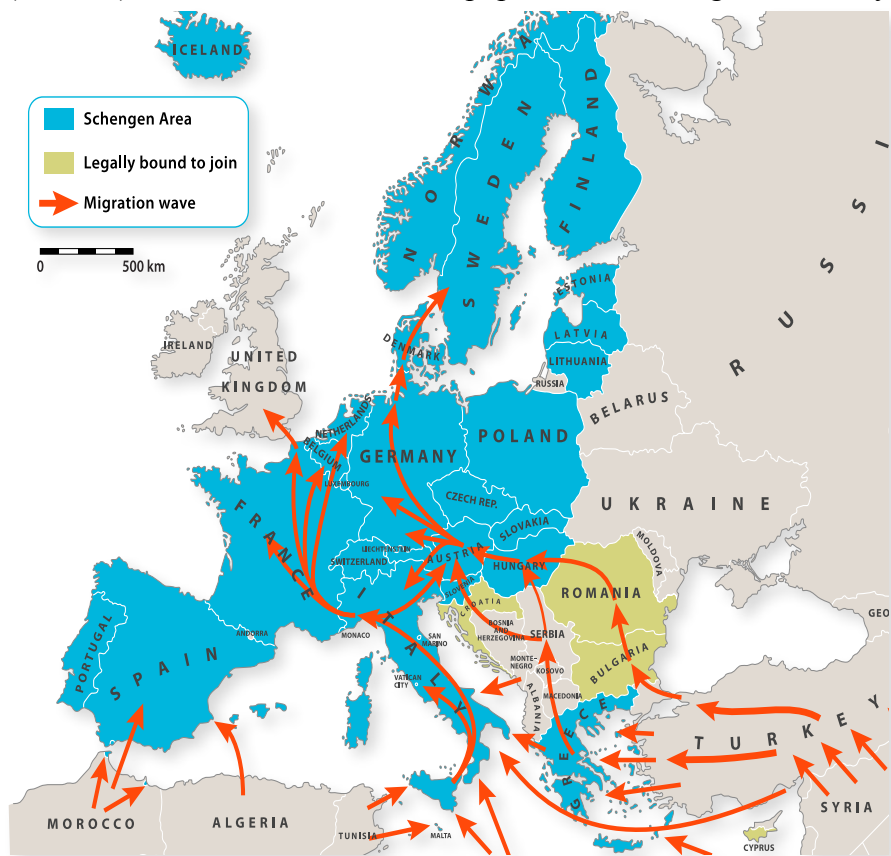 ICELAND
Schengen Area
Legally bound to join
Migration wave
0 500 km
NORWAY
SWEDEN
FINLAND
RUSSIA
ESTONIA
LATVIA
LITHUANIA
RUSSIA
BELARUS
IRELAND
UNITED
KINGDOM
DENMARK
NETHERLANDS
BELGIUM
LUXEMBOURG
GERMANY
POLAND
CZECH REP.
SLOVAKIA
UKRAINE
MOLDOVA
FRANCE
LIECHTENSTEIN
SWITZERLAND
AUSTRIA
HUNGARY
SLOVENIA
CROATIA
ROMANIA
BOSNIA
AND
HERZEGOVINA
SERBIA
MONTE-
NEGRO
KOSOVO
BULGARIA
MACEDONIA
ALBANIA
GREECE
ITALY
SAN
MARINO
VATICAN
CITY
MONACO
ANDORRA
PORTUGAL
SPAIN
MOROCCO
ALGERIA
TUNISIA
MALTA
TURKEY
GEO
SYRIA
CYPRUS